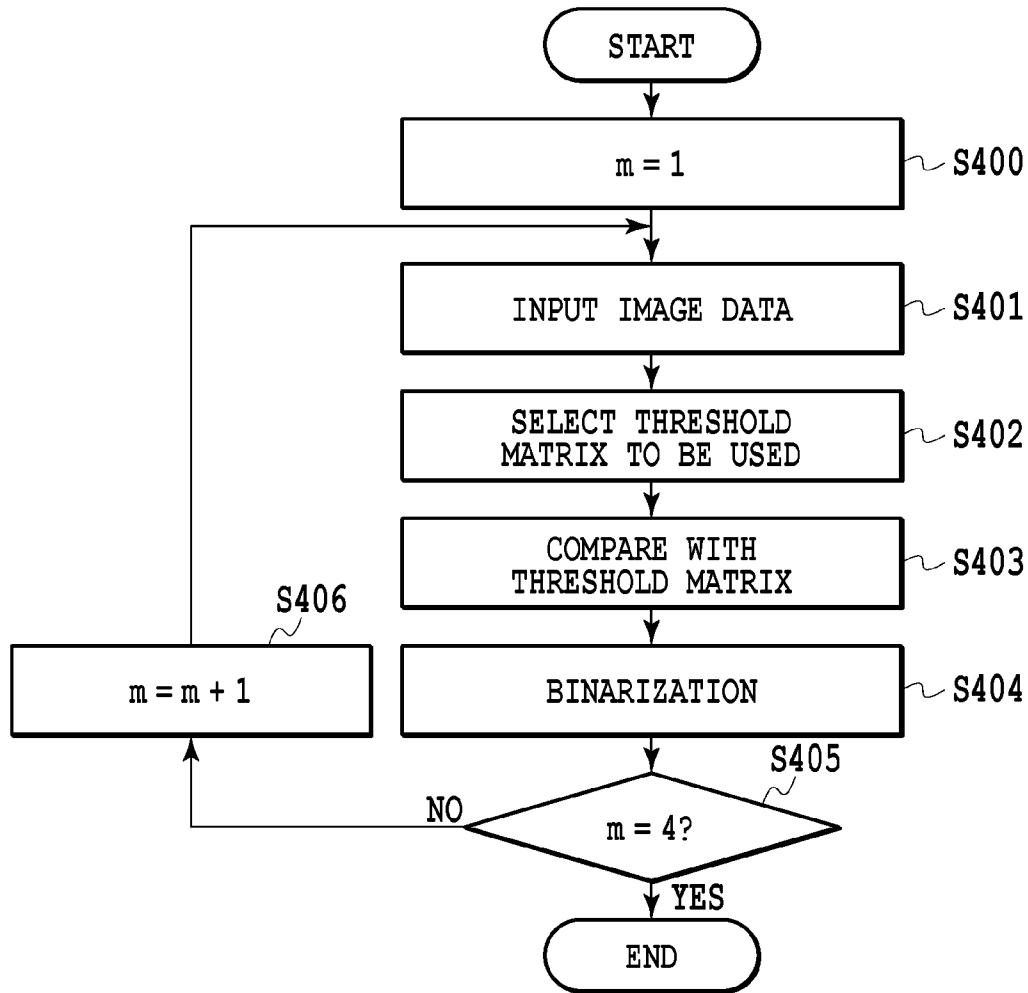 START
m = 1
S400
INPUT IMAGE DATA
S401
SELECT THRESHOLD
MATRIX TO BE USED
S402
COMPARE WITH
THRESHOLD MATRIX
S403
S406
m = m + 1
BINARIZATION
S404
S405
NO
m = 4?
YES
END